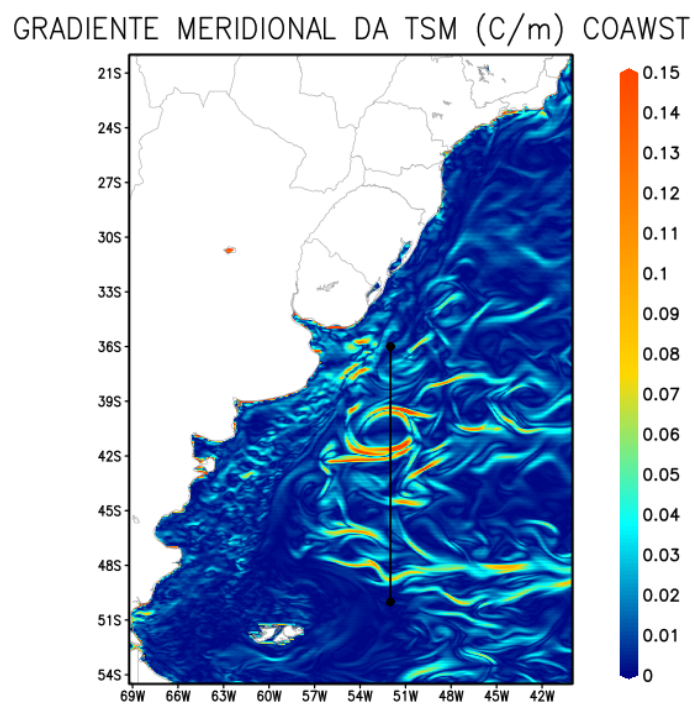 GRADIENTE MERIDIONAL DA TSM (C/m) COAWST
21S
24S
27S
30S
33S
36S
39S
42S
45S
48S
51S
54S
69W 66W 63W 60W 57W 54W 51W 48W 45W 42W
0.15
0.14
0.13
0.12
0.11
0.1
0.09
0.08
0.07
0.06
0.05
0.04
0.03
0.02
0.01
0